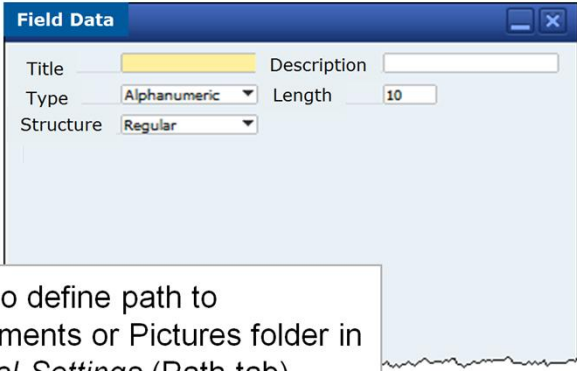 Field Data
Title Description
Type Alphanumeric Length 10
Structure Regular
o define path to
ments or Pictures folder in
Settings (Path tab)